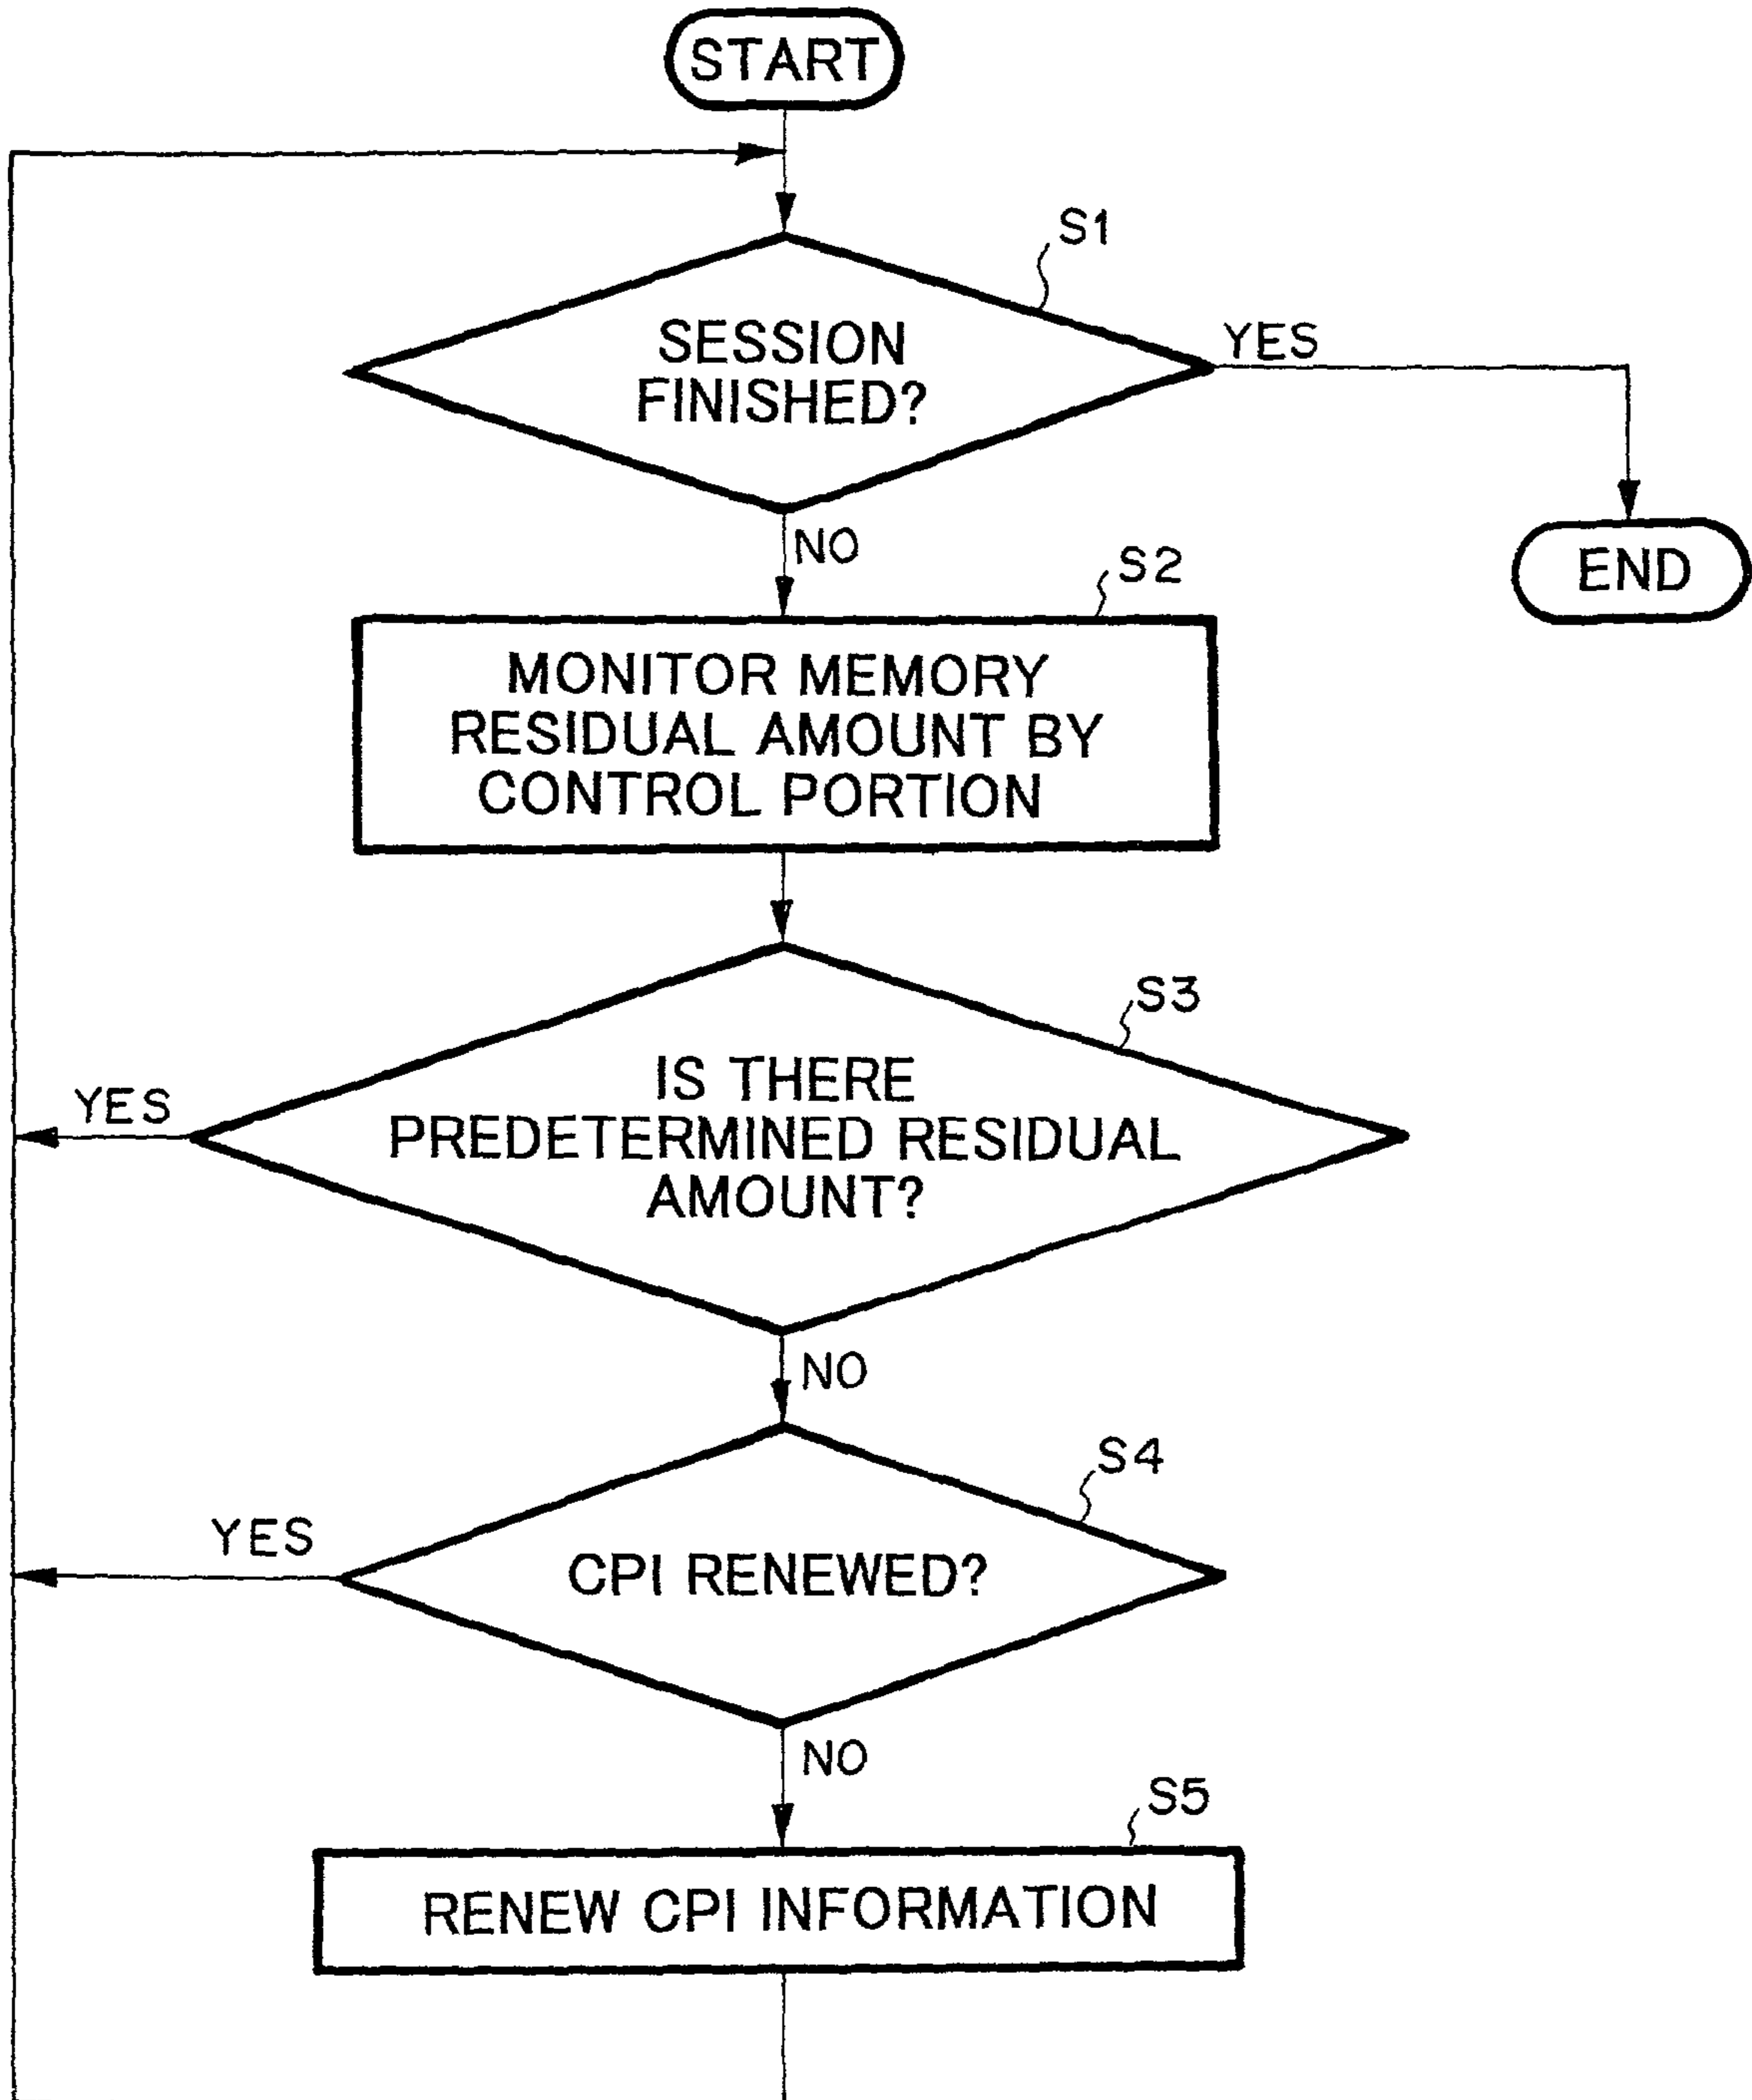 START
S1
SESSION
FINISHED?
YES
NO
END
S2
MONITOR MEMORY
RESIDUAL AMOUNT BY
CONTROL PORTION
S3
IS THERE
PREDETERMINED RESIDUAL
AMOUNT?
YES
NO
S4
CPI RENEWED?
YES
NO
S5
RENEW CPI INFORMATION